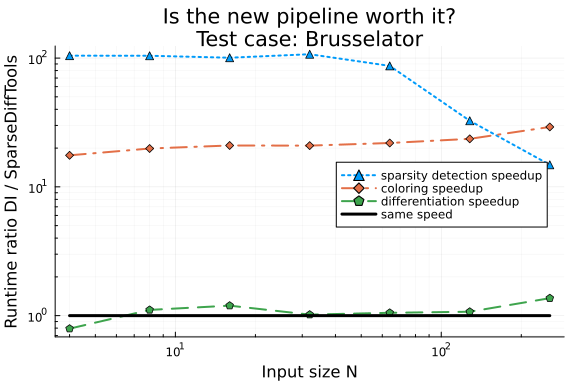 Is the new pipeline worth it?
Test case: Brusselator
Runtime ratio DI / SparseDiffTools
10²
10¹
10⁰
sparsity detection speedup
coloring speedup
differentiation speedup
same speed
10¹
10²
Input size N